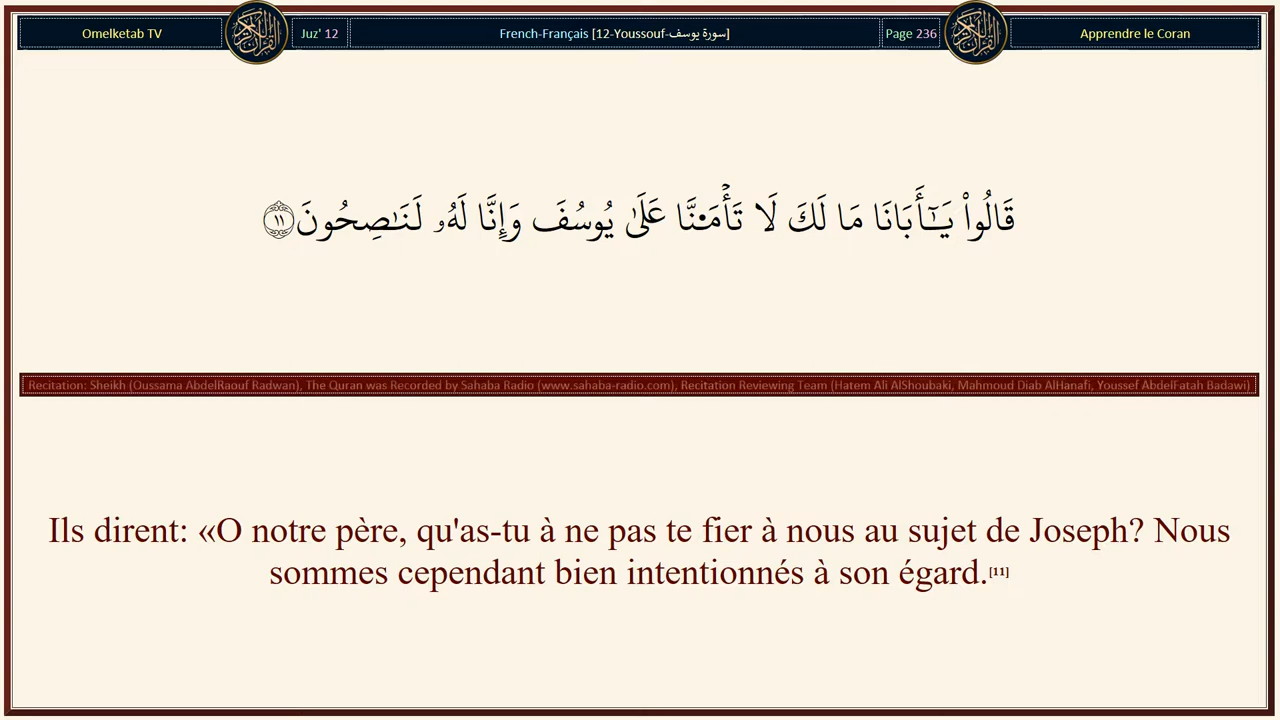 Omelketab TV
Juz' 12
French-Français [12-Youssouf-سورة يوسف]
Page 236
Apprendre le Coran
قَالُوا۟ يَـٰٓأَبَانَا مَا لَكَ لَا تَأْمَ۫نَّا عَلَىٰ يُوسُفَ وَإِنَّا لَهُۥ لَنَـٰصِحُونَ ١١
Recitation: Sheikh (Oussama AbdelRaouf Radwan), The Quran was Recorded by Sahaba Radio (www.sahaba-radio.com), Recitation Reviewing Team (Hatem Ali AlShoubaki, Mahmoud Diab AlHanafi, Youssef AbdelFatah Badawi)
Ils dirent: «O notre père, qu'as-tu à ne pas te fier à nous au sujet de Joseph? Nous
sommes cependant bien intentionnés à son égard.[11]